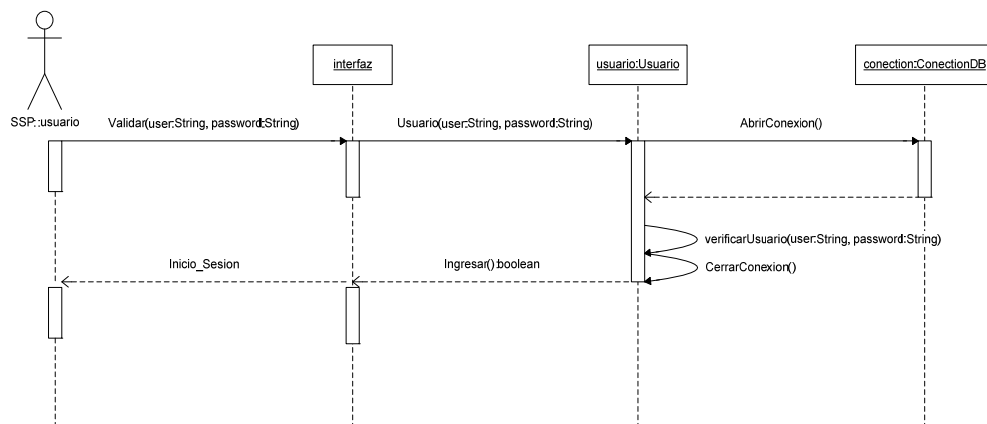 interfaz
usuario:Usuario
conection:ConectionDB
SSP::usuario
Validar(user:String, password:String)
Usuario(user:String, password:String)
AbrirConexion()
verificarUsuario(user:String, password:String)
Inicio_Sesion
Ingresar():boolean
CerrarConexion()